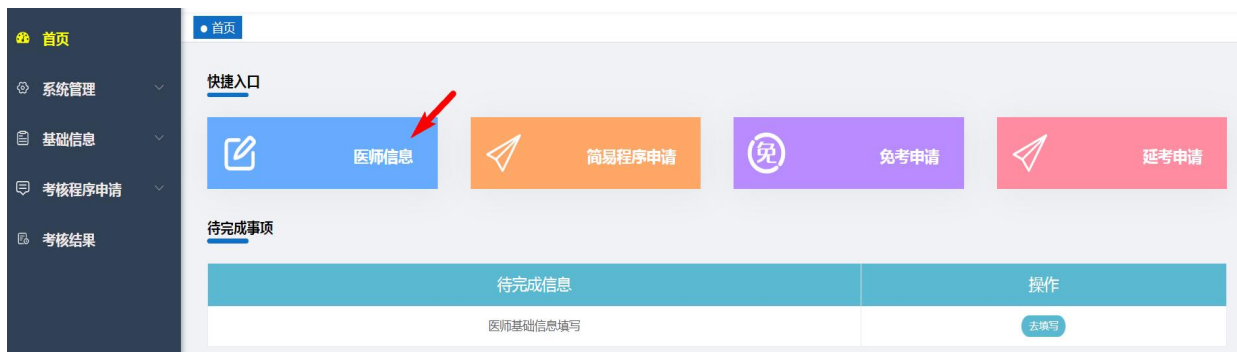 首页
系统管理
基础信息
考核程序申请
考核结果
首页
快捷入口
医师信息
简易程序申请
免
免考申请
延考申请
待完成事项
待完成信息 操作
医师基础信息填写 去填写